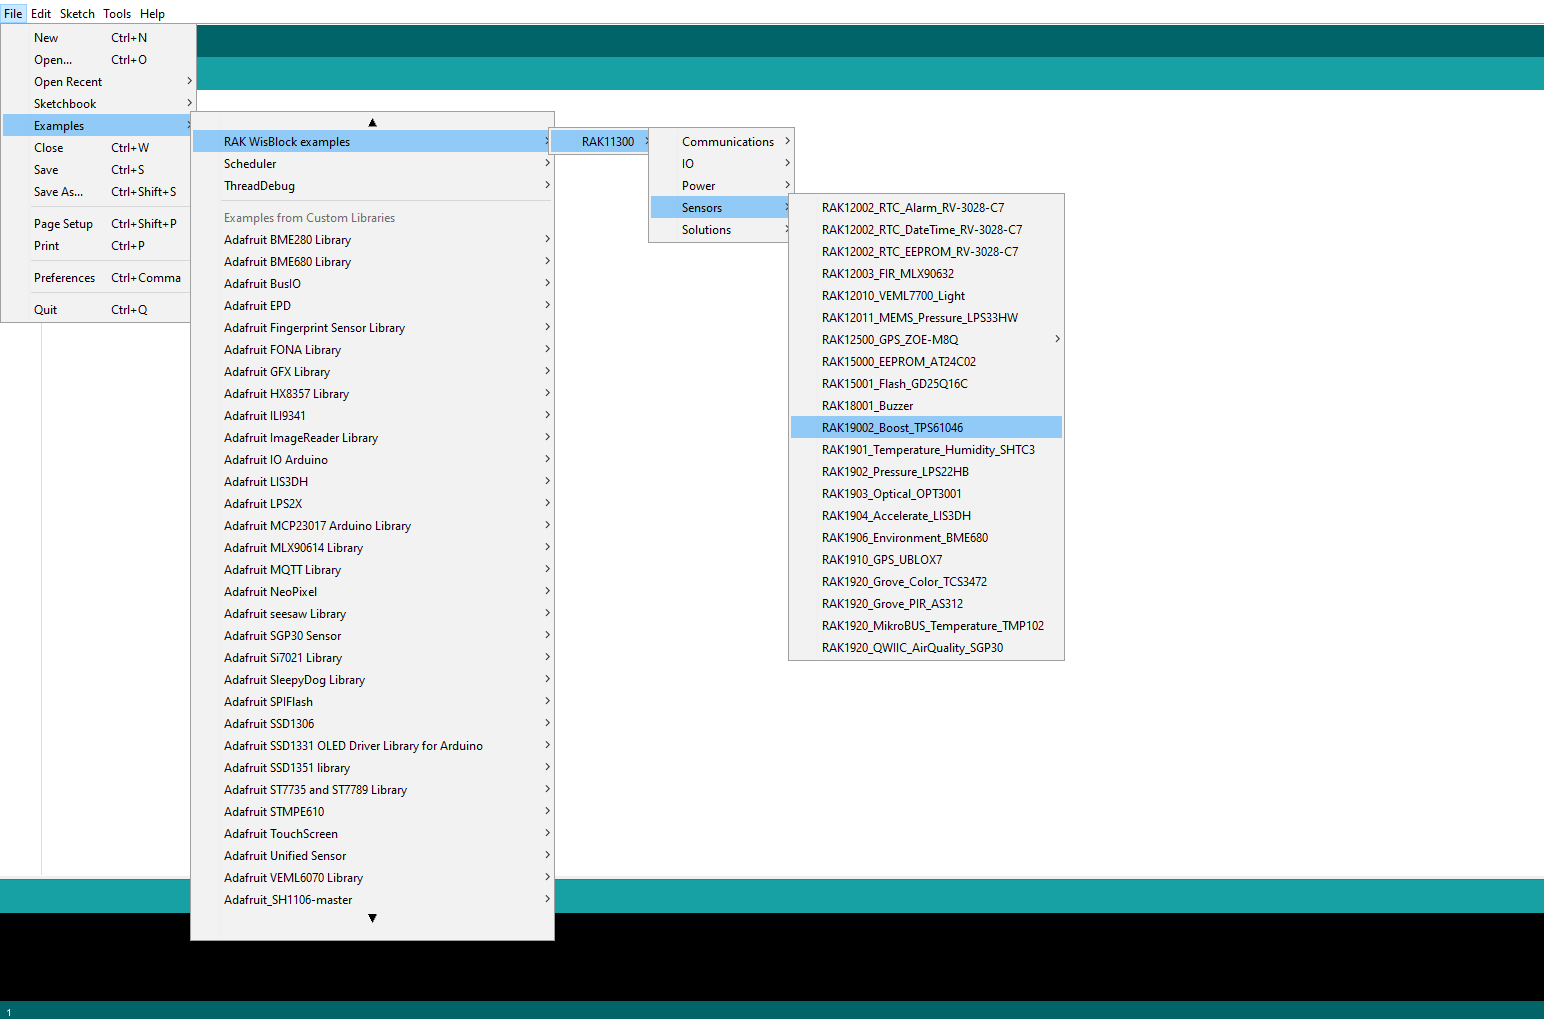 File Edit Sketch Tools Help
New Ctrl+N
Open... Ctrl+O
Open Recent
Sketchbook
Examples
Close Ctrl+W
Save Ctrl+S
Save As... Ctrl+Shift+S
Page Setup Ctrl+Shift+P
Print Ctrl+P
Preferences Ctrl+Comma
Quit Ctrl+Q
RAK WisBlock examples
Scheduler
ThreadDebug
Examples from Custom Libraries
Adafruit BME280 Library
Adafruit BME680 Library
Adafruit BusIO
Adafruit EPD
Adafruit Fingerprint Sensor Library
Adafruit FONA Library
Adafruit GFX Library
Adafruit HX8357 Library
Adafruit ILI9341
Adafruit ImageReader Library
Adafruit IO Arduino
Adafruit LIS3DH
Adafruit LPS2X
Adafruit MCP23017 Arduino Library
Adafruit MLX90614 Library
Adafruit MQTT Library
Adafruit NeoPixel
Adafruit seesaw Library
Adafruit SGP30 Sensor
Adafruit Si7021 Library
Adafruit SleepyDog Library
Adafruit SPIFlash
Adafruit SSD1306
Adafruit SSD1331 OLED Driver Library for Arduino
Adafruit SSD1351 library
Adafruit ST7735 and ST7789 Library
Adafruit STMPE610
Adafruit TouchScreen
Adafruit Unified Sensor
Adafruit VEML6070 Library
Adafruit_SH1106-master
RAK11300
Communications
IO
Power
Sensors
Solutions
RAK12002_RTC_Alarm_RV-3028-C7
RAK12002_RTC_DateTime_RV-3028-C7
RAK12002_RTC_EEPROM_RV-3028-C7
RAK12003_FIR_MLX90632
RAK12010_VEML7700_Light
RAK12011_MEMS_Pressure_LPS33HW
RAK12500_GPS_ZOE-M8Q
RAK15000_EEPROM_AT24C02
RAK15001_Flash_GD25Q16C
RAK18001_Buzzer
RAK19002_Boost_TPS61046
RAK1901_Temperature_Humidity_SHTC3
RAK1902_Pressure_LPS22HB
RAK1903_Optical_OPT3001
RAK1904_Accelerate_LIS3DH
RAK1906_Environment_BME680
RAK1910_GPS_UBLOX7
RAK1920_Grove_Color_TCS3472
RAK1920_Grove_PIR_AS312
RAK1920_MikroBUS_Temperature_TMP102
RAK1920_QWIIC_AirQuality_SGP30
1